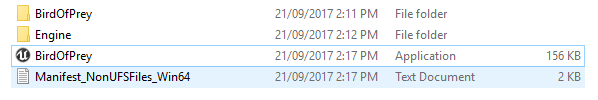 BirdOfPrey 21/09/2017 2:11 PM File folder
Engine 21/09/2017 2:12 PM File folder
BirdOfPrey 21/09/2017 2:17 PM Application 156 KB
Manifest_NonUFSFiles_Win64 21/09/2017 2:17 PM Text Document 2 KB